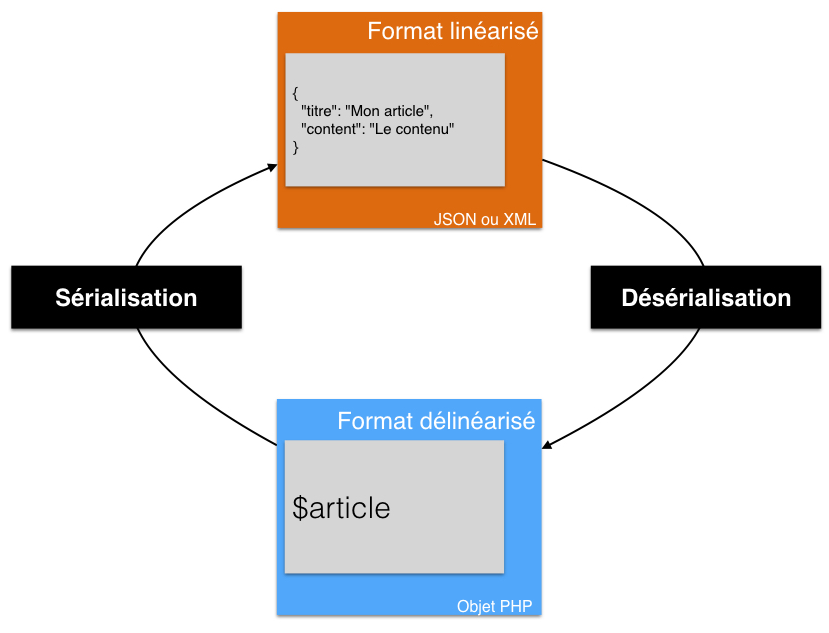 Format linéarisé
{
"titre": "Mon article",
"content": "Le contenu"
}
JSON ou XML
Sérialisation
Désérialisation
Format délinéarisé
$article
Objet PHP